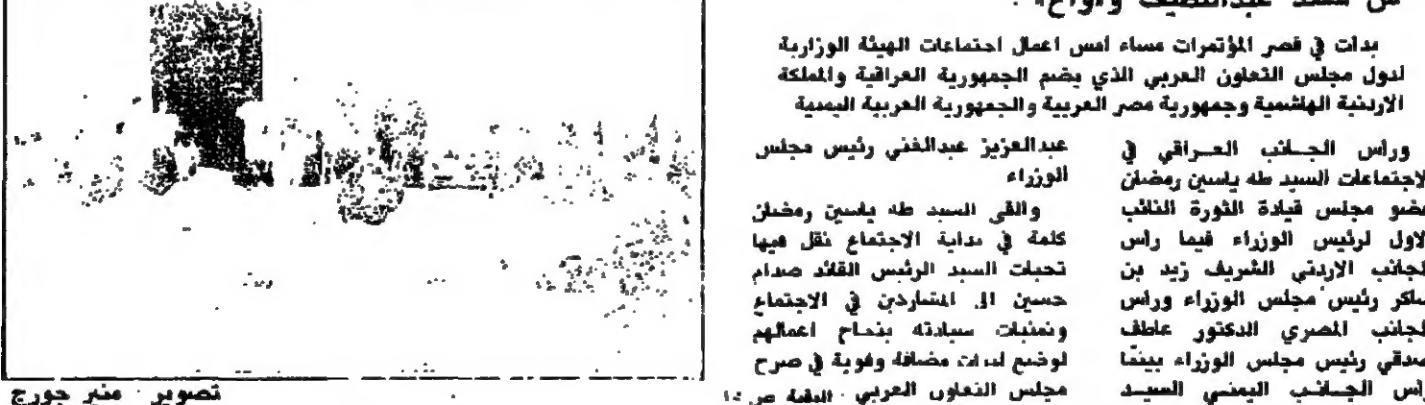 بدأت في قصر المؤتمرات مساء امس اعمال اجتماعات الهيئة الوزارية
لدول مجلس التعاون العربي الذي يضم الجمهورية العراقية والمملكة
الاردنية الهاشمية وجمهورية مصر العربية والجمهورية العربية اليمنية
ورأس الجانب العراقي في
الاجتماعات السيد طه ياسين رمضان
عضو مجلس قيادة الثورة النائب
الاول لرئيس الوزراء فيما رأس
الجانب الاردني الشريف زيد بن
شاكر رئيس مجلس الوزراء ورأس
الجانب المصري الدكتور عاطف
صدقي رئيس مجلس الوزراء بينما
رأس الجانب اليمني السيد
عبدالعزيز عبدالغني رئيس مجلس
الوزراء
والقى السيد طه ياسين رمضان
كلمة في بداية الاجتماع نقل فيها
تحيات السيد الرئيس القائد صدام
حسين الى المشاركين في الاجتماع
وتمنيات سيادته بنجاح اعمالهم
لوضع لبنات مضافة وقوية في صرح
مجلس التعاون العربي البقية ص
تصوير منير جورج